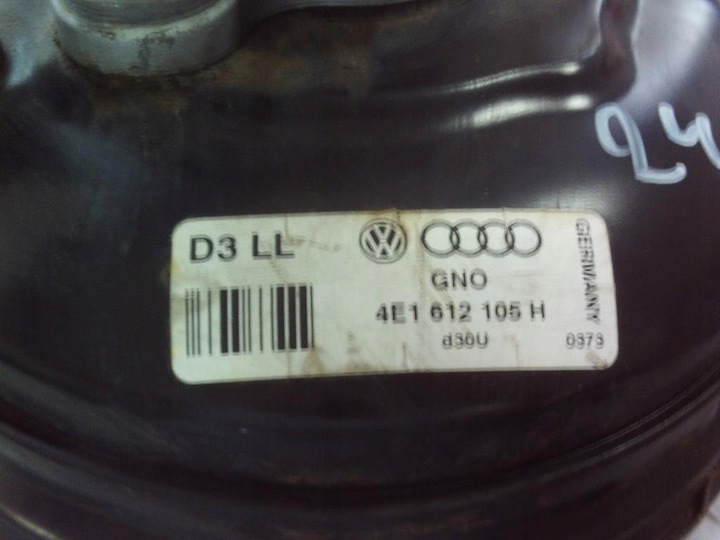 24
D3 LL
GNO
4E1 612 105 H
d30U 0373
GERMANY